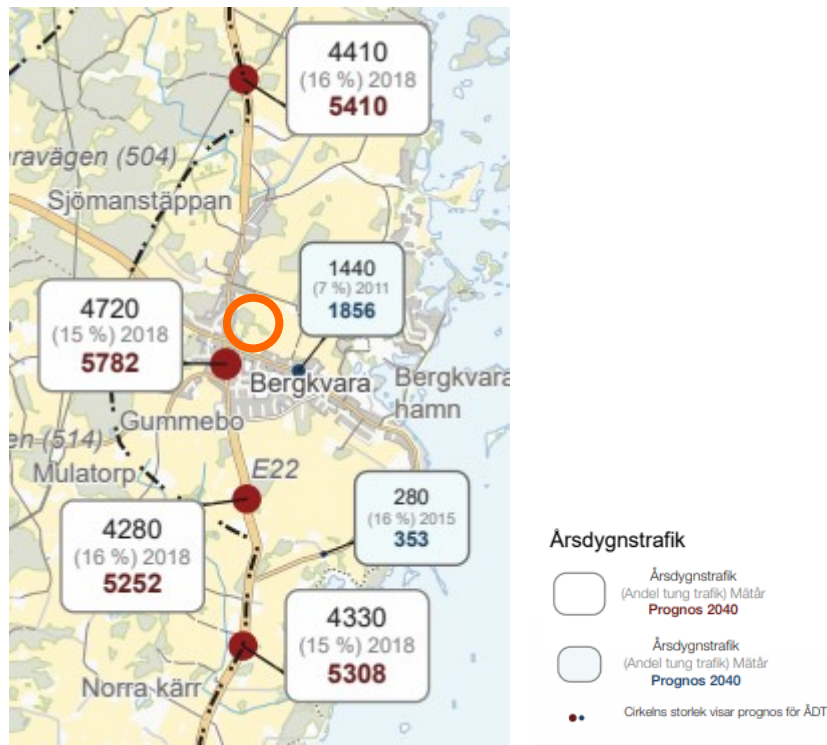 4410
(16 %) 2018
5410
ravägen (504)
Sjömanstäppan
1440
(7 %) 2011
1856
4720
(15 %) 2018
5782
Bergkvara
Bergkvara
hamn
Gummebo
en (514)
Mulatorp
E22
280
(16 %) 2015
353
4280
(16 %) 2018
5252
4330
(15 %) 2018
5308
Norra kärr
Årsdygnstrafik
Årsdygnstrafik
(Andel tung trafik) Mätår
Prognos 2040
Årsdygnstrafik
(Andel tung trafik) Mätår
Prognos 2040
Cirkelns storlek visar prognos för ÅDT